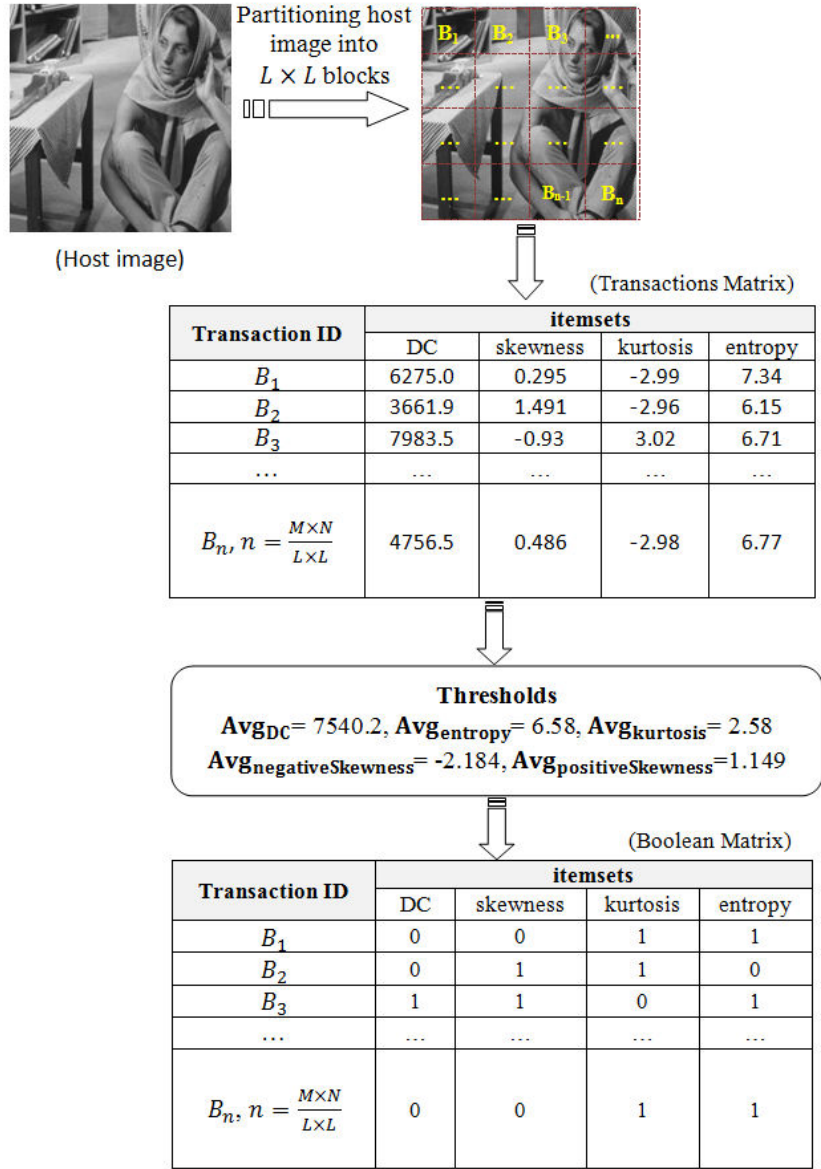 Partitioning host
image into
L × L blocks
B₁ B₂ B₃ ...
... ... ... ...
... ... ... ...
... ... Bₙ₋₁ Bₙ
(Host image)
(Transactions Matrix)
Transaction ID itemsets
DC skewness kurtosis entropy
B₁ 6275.0 0.295 -2.99 7.34
B₂ 3661.9 1.491 -2.96 6.15
B₃ 7983.5 -0.93 3.02 6.71
... ... ... ... ...
Bₙ, n = M×N / L×L 4756.5 0.486 -2.98 6.77
Thresholds
Avg_DC= 7540.2, Avg_entropy= 6.58, Avg_kurtosis= 2.58
Avg_negativeSkewness= -2.184, Avg_positiveSkewness=1.149
(Boolean Matrix)
Transaction ID itemsets
DC skewness kurtosis entropy
B₁ 0 0 1 1
B₂ 0 1 1 0
B₃ 1 1 0 1
... ... ... ... ...
Bₙ, n = M×N / L×L 0 0 1 1